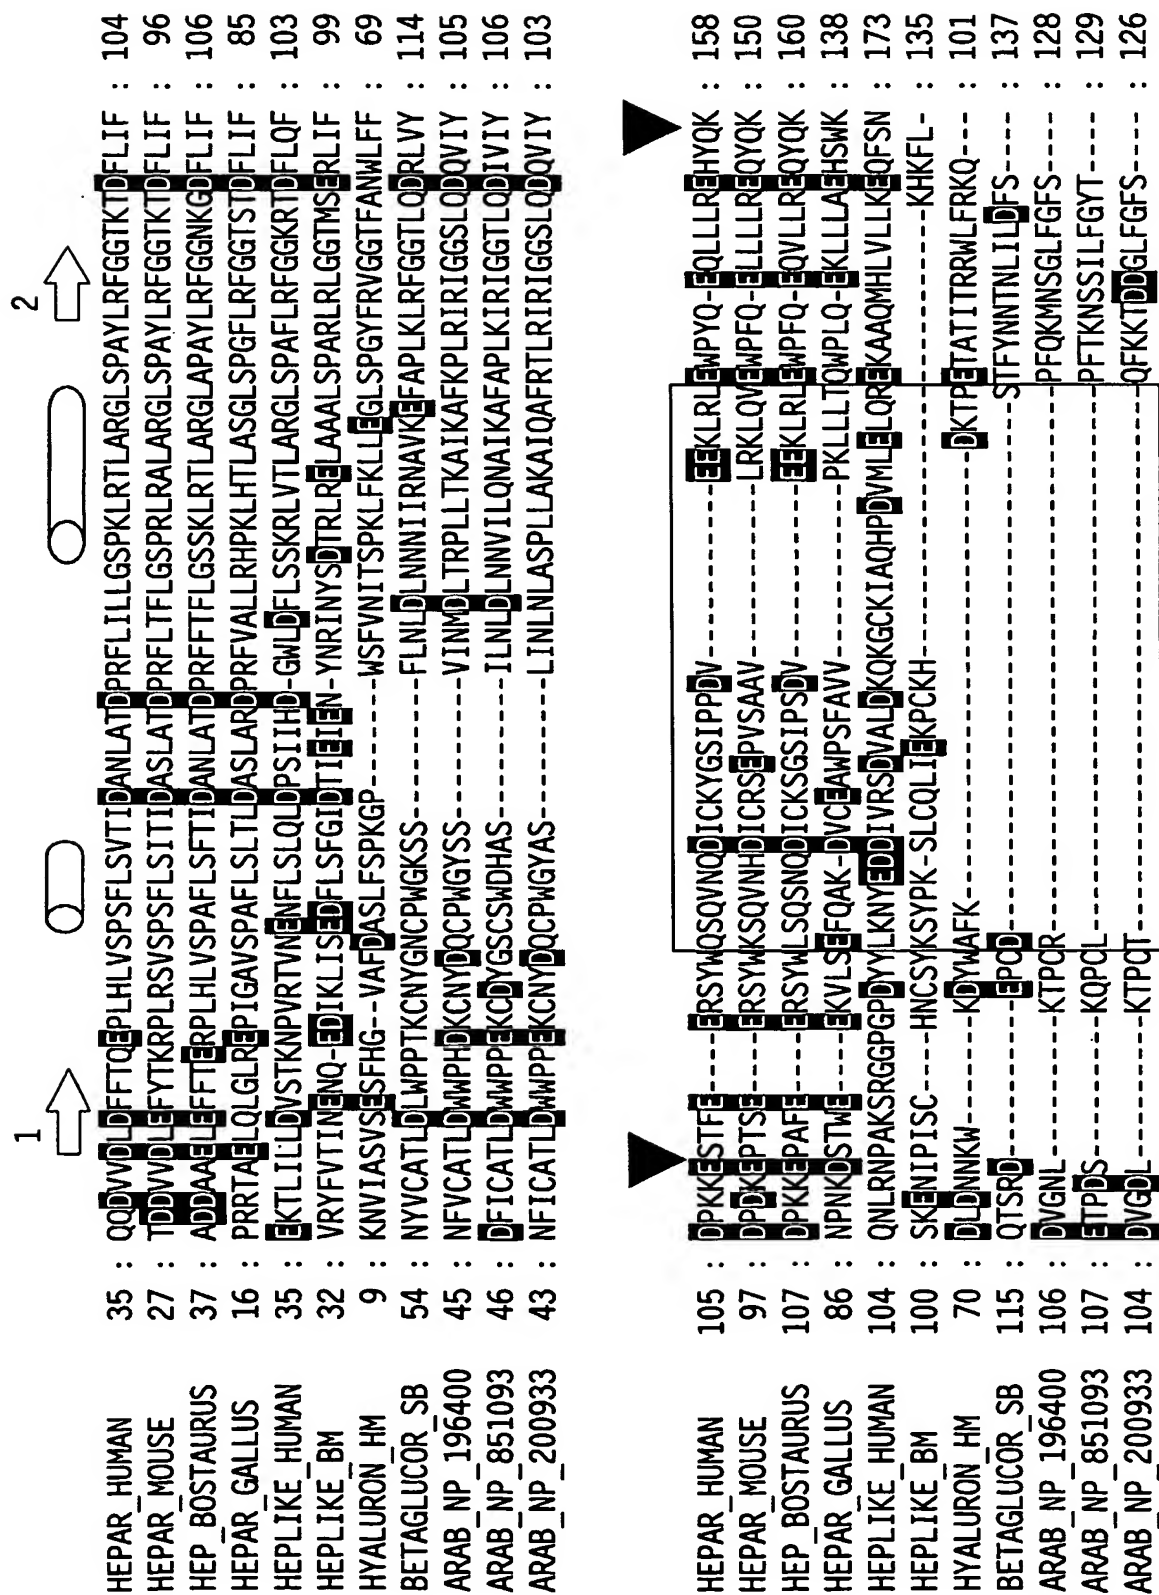 1 2
HEPAR_HUMAN 35 : QQDVVDLDFFTQEPLHLVSPSFLSVTIDANLATDPRFLILLGSPKLRTLARGLSPAYLRFGGTKTDFLIF : 104
HEPAR_MOUSE 27 : TDDVVDLEFYTKRPLRSVSPSFLSITIDASLATDPRFLTFLGSPRLRALARGLSPAYLRFGGTKTDFLIF : 96
HEP_BOSTAURUS 37 : ADDAAELEFFTERPLHLVSPAFLSFTIDANLATDPRFFTFLGSSKLRTLARGLAPAYLRFGGNKGDFLIF : 106
HEPAR_GALLUS 16 : PRRTAELQLGLREPIGAVSPAFLSLTLDASLARDPRFVALLRHPKLHTLASGLSPGFLRFGGTSTDFLIF : 85
HEPLIKE_HUMAN 35 : EKTLILLDVSTKNPVRTVNENFLSLQLDPSIIHD-GWLDFLSSKRLVTLARGLSPAFLRFGGKRTDFLQF : 103
HEPLIKE_BM 32 : VRYFVTTINENQ-EDIKLISEDFLSFGIDTIEIEN-YNRINYSDTRLRELAAALSPARLRLGGTMSERLIF : 99
HYALURON_HM 9 : KNVIASVSESFHG--VAFDASLFSPKGP--------WSFVNITSPKLFKLLEGLSPGYFRVGGTFANWLFF : 69
BETAGLUCOR_SB 54 : NYVCATLDLWPPTKCNYGNCPWGKSS---------FLNLDLNNNIIRNAVKEFAPLKLRFGGTLQDRLVY : 114
ARAB_NP_196400 45 : NFVCATLDWWPHDKCNYDQCPWGYSS---------VINMDLTRPLLTKAIKAFKPLRIRIGGSLQDQVIY : 105
ARAB_NP_851093 46 : DFICATLDWWPPEKCDYGSCSWDHAS---------ILNLDLNNVILQNAIKAFAPLKIRIGGTLQDIVIY : 106
ARAB_NP_200933 43 : NFICATLDWWPPEKCNYDQCPWGYAS---------LINLNLASPLLAKAIQAFRTLRIRIGGSLQDQVIY : 103
HEPAR_HUMAN 105 : DPKKESTFE----ERSYWQSQVNQDICKYGSIPPDV------------EEKLRLEWPYQ-EQLLLREHYQK : 158
HEPAR_MOUSE 97 : DPDKEPTSE----ERSYWKSQVNHDICRSEPVSAAV------------LRKLQVEWPFQ-ELLLLREQYQK : 150
HEP_BOSTAURUS 107 : DPKKEPAFE----ERSYWLSQSNQDICKSGSIPSDV------------EEKLRLEWPFQ-EQVLLREQYQK : 160
HEPAR_GALLUS 86 : NPNKDSTWE----EKVLSEFQAK-DVCEAWPSFAVV------------PKLLLTQWPLQ-EKLLLAEHSWK : 138
HEPLIKE_HUMAN 104 : QNLRNPAKSRGGPGPDYYLKNYEDDIVRSDVALDKQKGCKIAQHPDVMLELQREKAAQMHLVLLKEQFSN : 173
HEPLIKE_BM 100 : SKENIPISC----HNCSYKSYPK-SLCQLIEKPCKH-----------------------------KHKFL- : 135
HYALURON_HM 70 : DLDNNKW---------KDYWAFK----------------------------DKTPETATITRRWLFRKQ--- : 101
BETAGLUCOR_SB 115 : QTSRD-----------EPCD----------------------------------STFYNNTNLILDFS---- : 137
ARAB_NP_196400 106 : DVGNL----------KTPCR---------------------------------------PFQKMNSGLFGFS---- : 128
ARAB_NP_851093 107 : ETPDS----------KQPCL---------------------------------------PFTKNSSILFGYT---- : 129
ARAB_NP_200933 104 : DVGDL----------KTPCT---------------------------------------QFKKTDDGLFGFS---- : 126